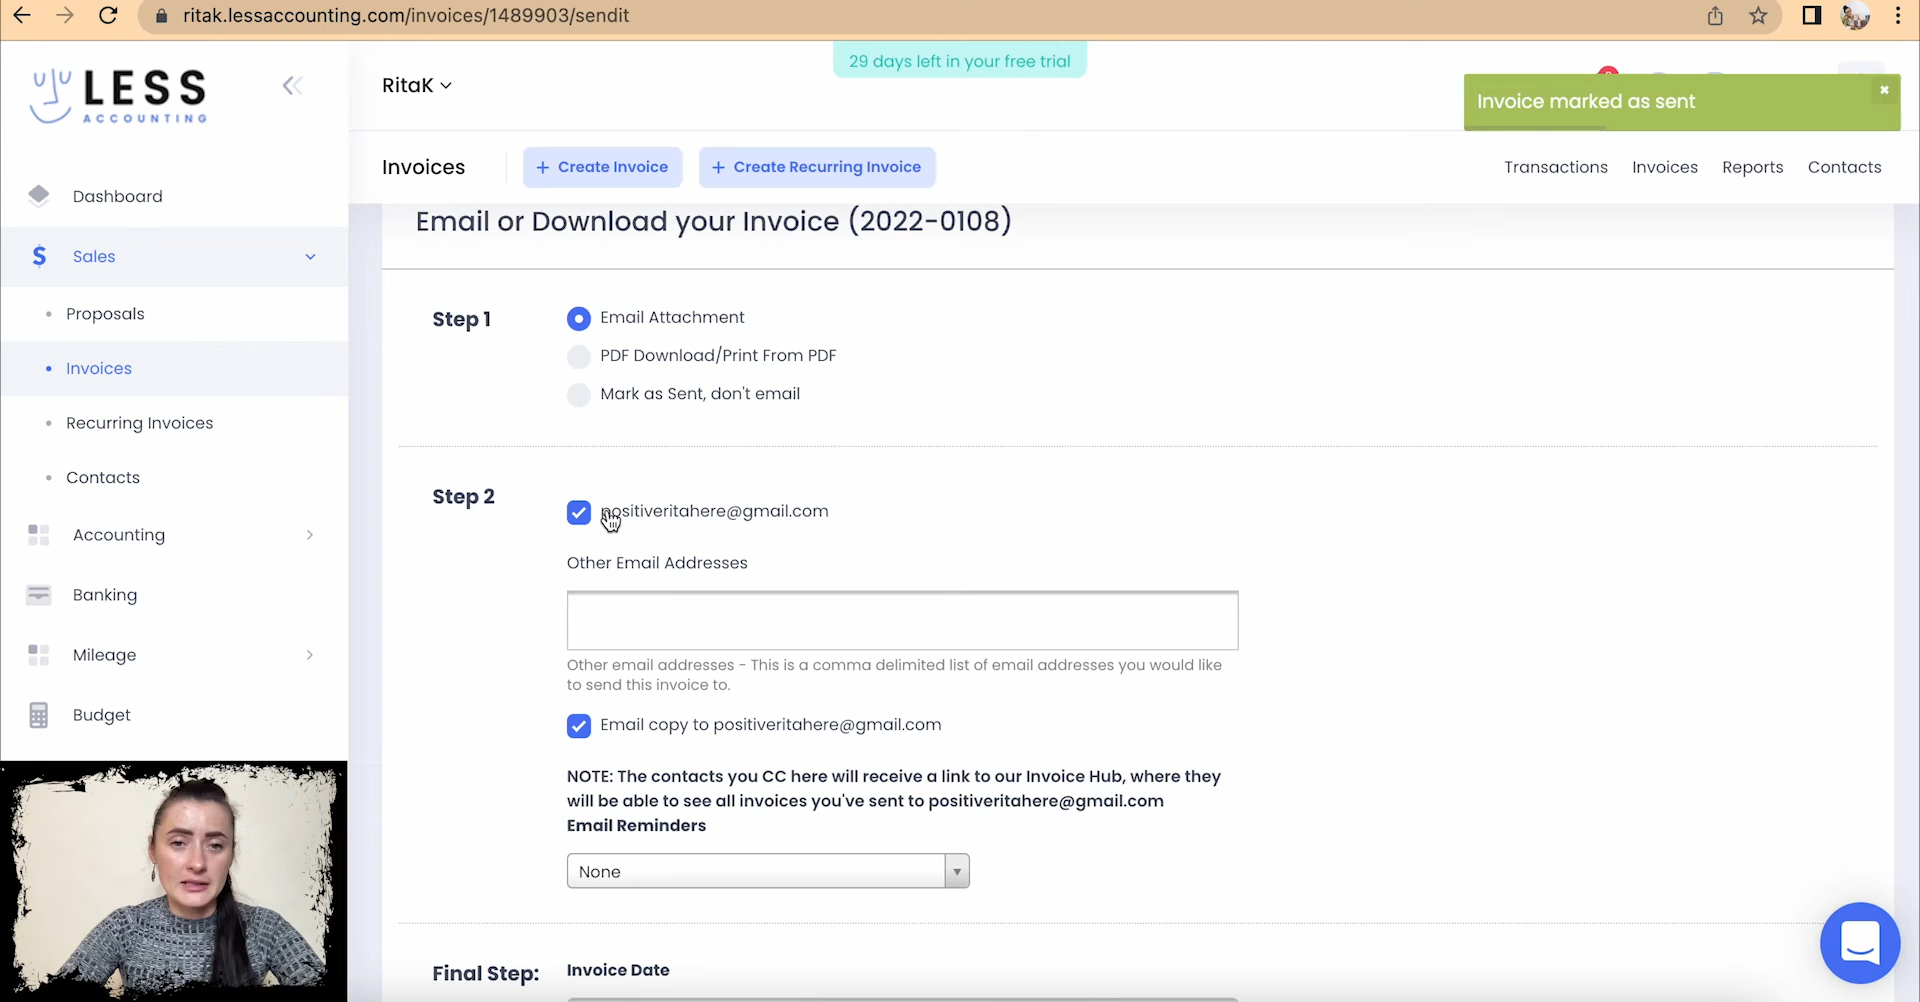 ritak.lessaccounting.com/invoices/1489903/sendit
29 days left in your free trial
LESS
ACCOUNTING
RitaK
Invoice marked as sent
Invoices
+ Create Invoice
+ Create Recurring Invoice
Transactions
Invoices
Reports
Contacts
Dashboard
Sales
Proposals
Invoices
Recurring Invoices
Contacts
Accounting
Banking
Mileage
Budget
Email or Download your Invoice (2022-0108)
Step 1
Email Attachment
PDF Download/Print From PDF
Mark as Sent, don't email
Step 2
positiveritahere@gmail.com
Other Email Addresses
Other email addresses - This is a comma delimited list of email addresses you would like
to send this invoice to.
Email copy to positiveritahere@gmail.com
NOTE: The contacts you CC here will receive a link to our Invoice Hub, where they
will be able to see all invoices you've sent to positiveritahere@gmail.com
Email Reminders
None
Final Step:
Invoice Date